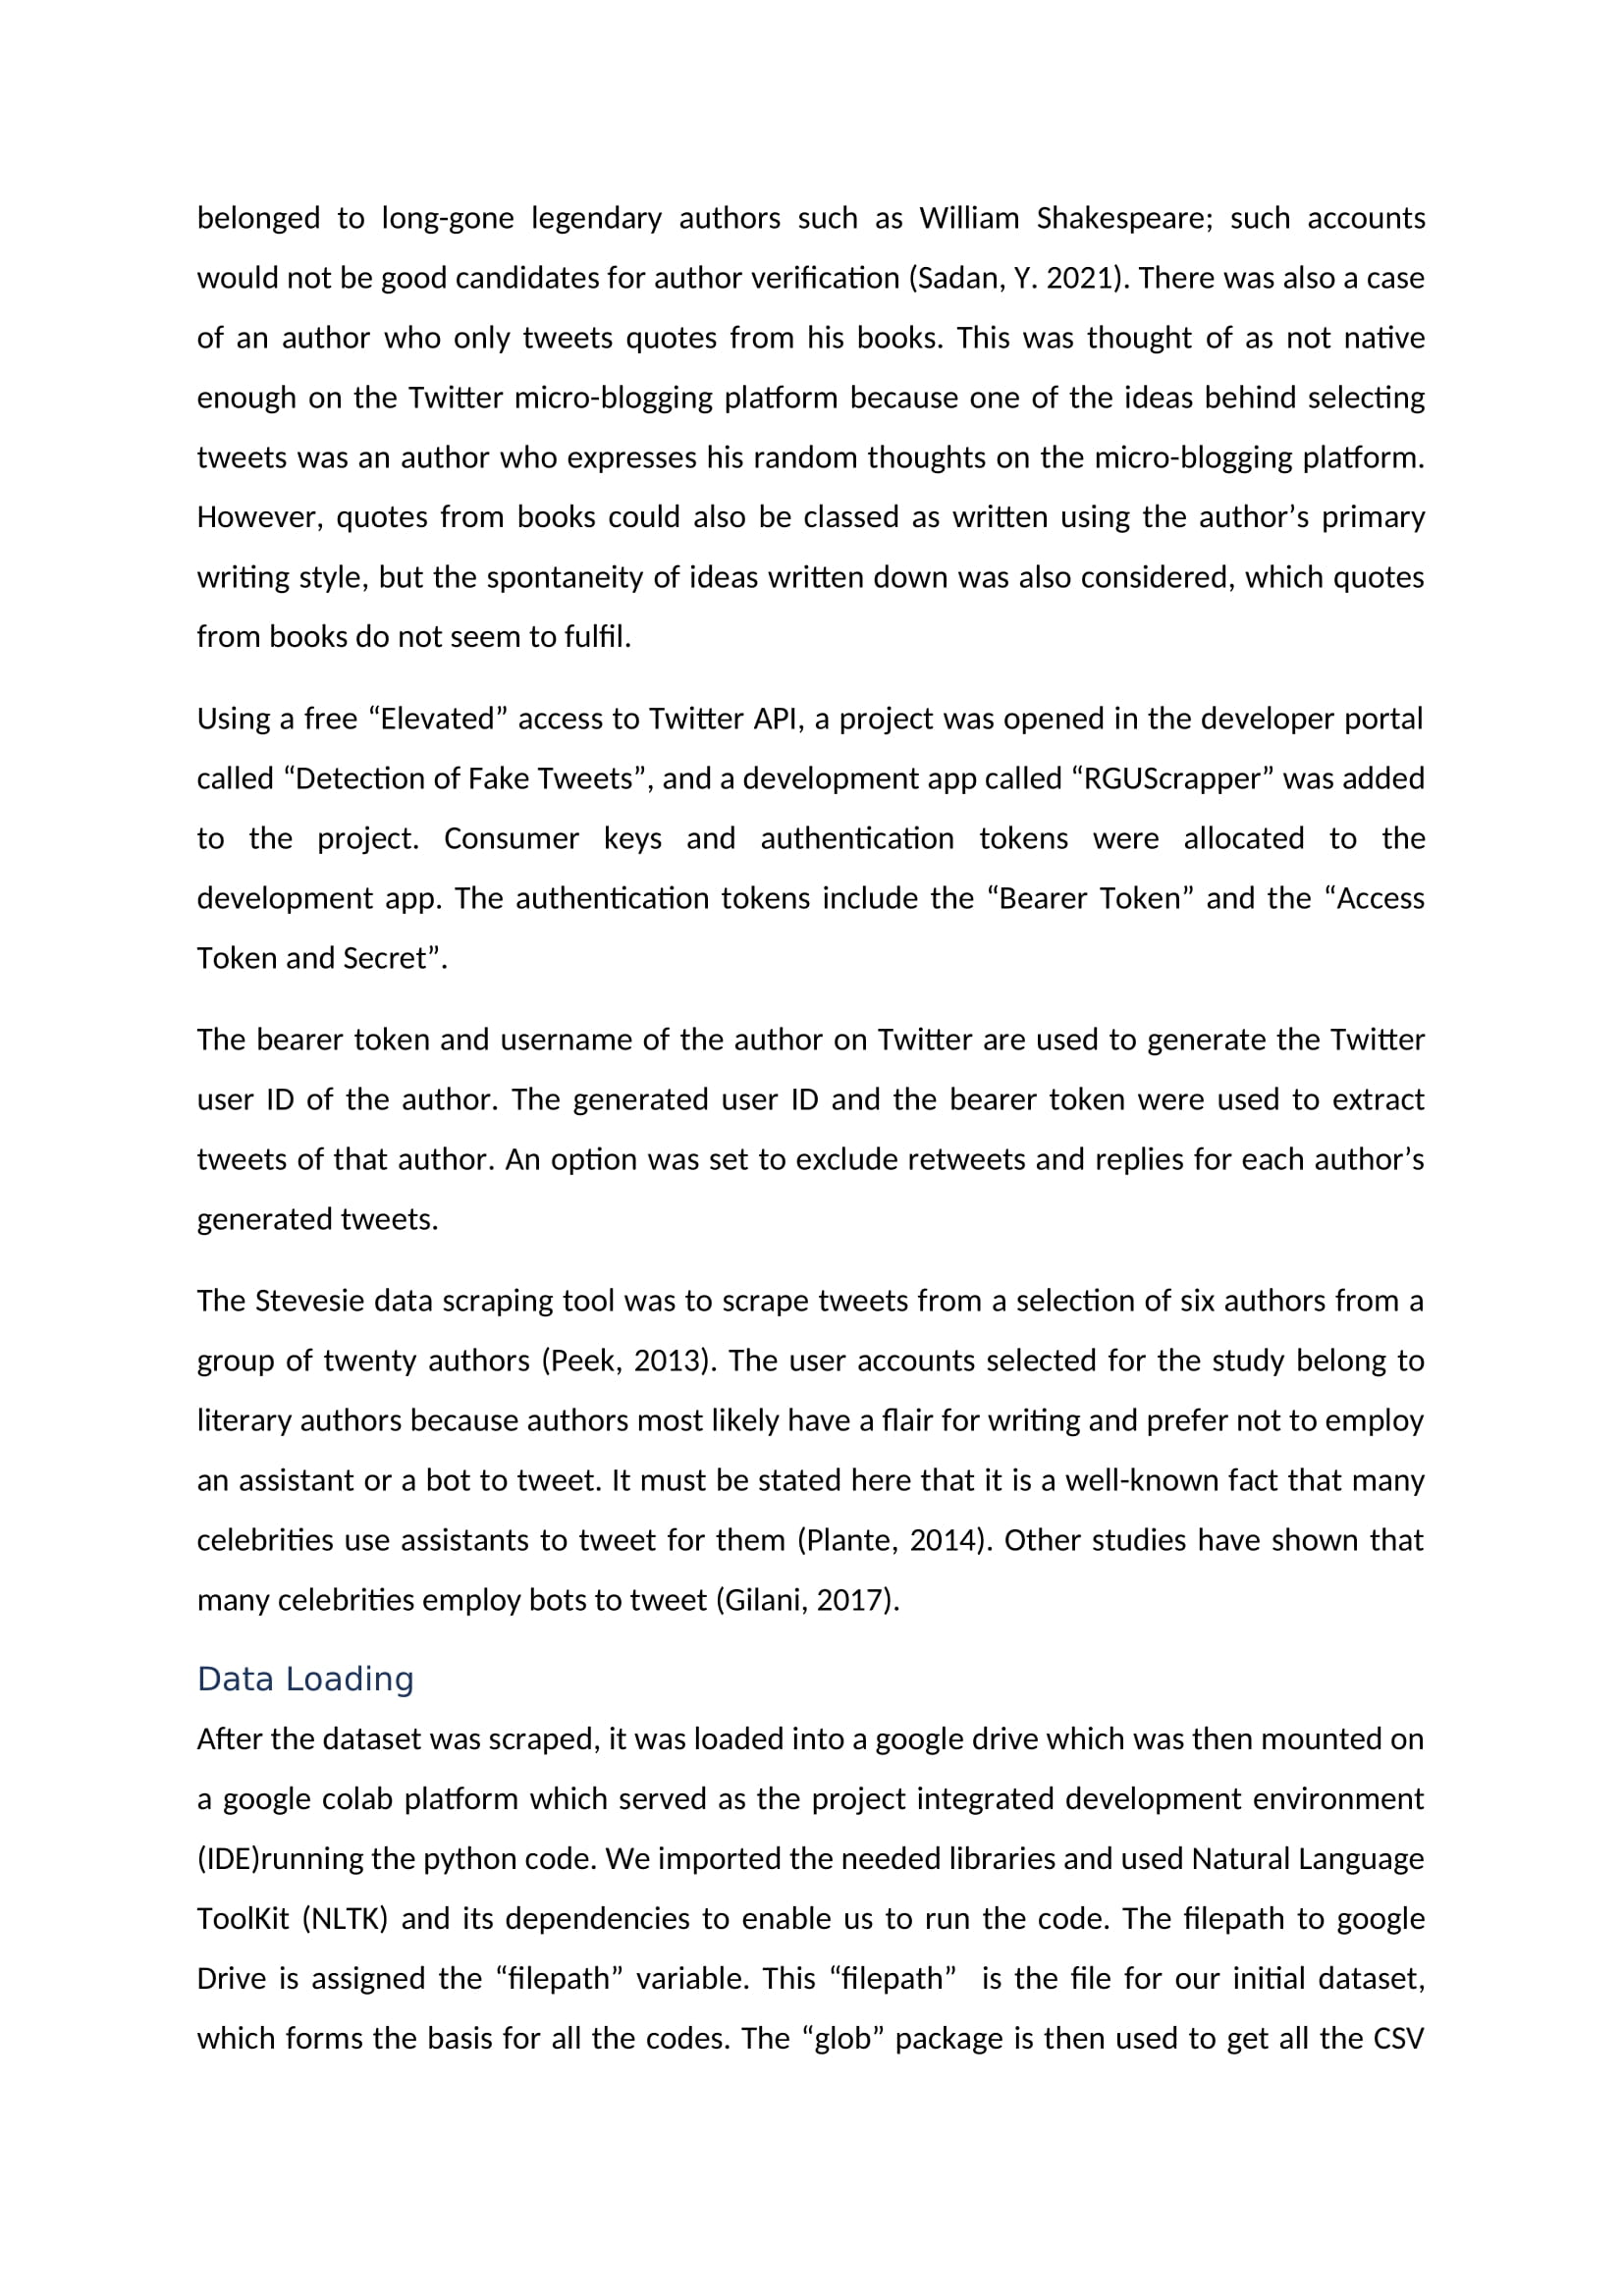 belonged to long-gone legendary authors such as William Shakespeare; such accounts
would not be good candidates for author verification (Sadan, Y. 2021). There was also a case
of an author who only tweets quotes from his books. This was thought of as not native
enough on the Twitter micro-blogging platform because one of the ideas behind selecting
tweets was an author who expresses his random thoughts on the micro-blogging platform.
However, quotes from books could also be classed as written using the author’s primary
writing style, but the spontaneity of ideas written down was also considered, which quotes
from books do not seem to fulfil.
Using a free “Elevated” access to Twitter API, a project was opened in the developer portal
called “Detection of Fake Tweets”, and a development app called “RGUScrapper” was added
to the project. Consumer keys and authentication tokens were allocated to the
development app. The authentication tokens include the “Bearer Token” and the “Access
Token and Secret”.
The bearer token and username of the author on Twitter are used to generate the Twitter
user ID of the author. The generated user ID and the bearer token were used to extract
tweets of that author. An option was set to exclude retweets and replies for each author’s
generated tweets.
The Stevesie data scraping tool was to scrape tweets from a selection of six authors from a
group of twenty authors (Peek, 2013). The user accounts selected for the study belong to
literary authors because authors most likely have a flair for writing and prefer not to employ
an assistant or a bot to tweet. It must be stated here that it is a well-known fact that many
celebrities use assistants to tweet for them (Plante, 2014). Other studies have shown that
many celebrities employ bots to tweet (Gilani, 2017).
Data Loading
After the dataset was scraped, it was loaded into a google drive which was then mounted on
a google colab platform which served as the project integrated development environment
(IDE)running the python code. We imported the needed libraries and used Natural Language
ToolKit (NLTK) and its dependencies to enable us to run the code. The filepath to google
Drive is assigned the “filepath” variable. This “filepath”  is the file for our initial dataset,
which forms the basis for all the codes. The “glob” package is then used to get all the CSV